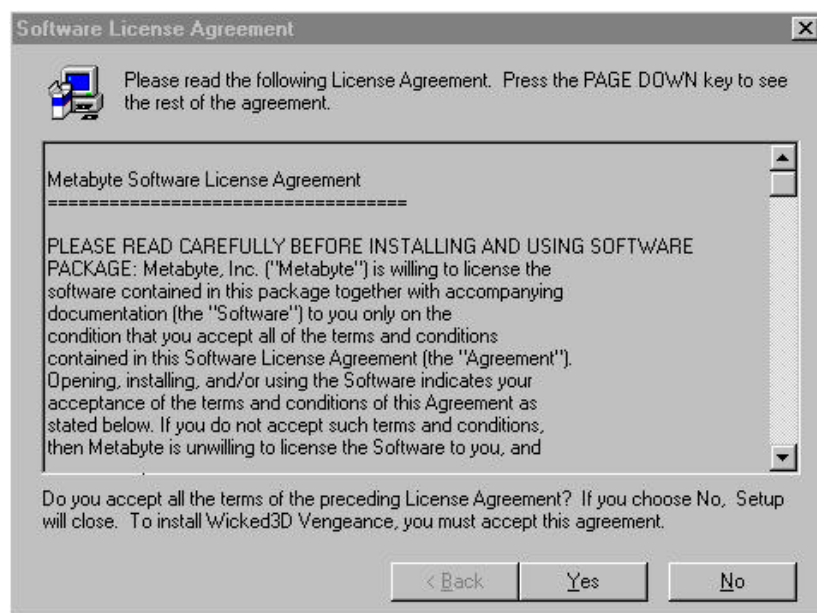 Software License Agreement
Please read the following License Agreement. Press the PAGE DOWN key to see
the rest of the agreement.
Metabyte Software License Agreement
===================================
PLEASE READ CAREFULLY BEFORE INSTALLING AND USING SOFTWARE
PACKAGE: Metabyte, Inc. ("Metabyte") is willing to license the
software contained in this package together with accompanying
documentation (the "Software") to you only on the
condition that you accept all of the terms and conditions
contained in this Software License Agreement (the "Agreement").
Opening, installing, and/or using the Software indicates your
acceptance of the terms and conditions of this Agreement as
stated below. If you do not accept such terms and conditions,
then Metabyte is unwilling to license the Software to you, and
Do you accept all the terms of the preceding License Agreement? If you choose No, Setup
will close. To install Wicked3D Vengeance, you must accept this agreement.
< Back Yes No